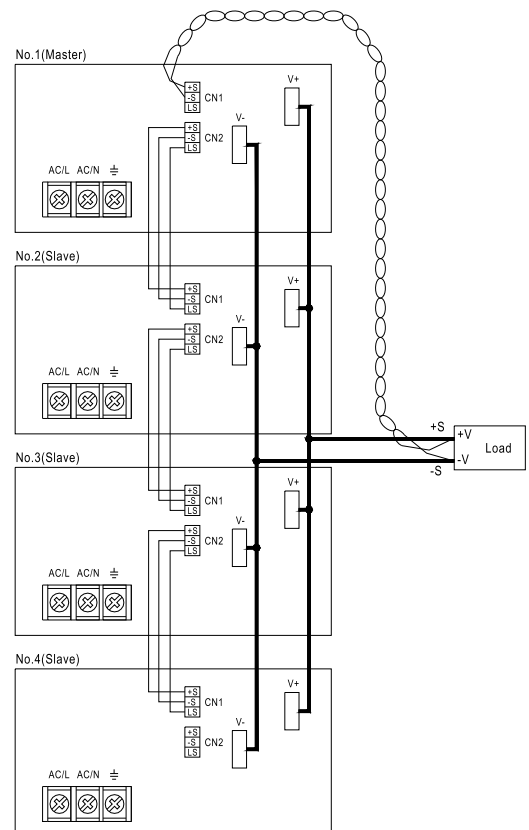 No.1(Master)
V+
+S
-S CN1
LS
V-
+S
-S CN2
LS
AC/L AC/N ⏚
No.2(Slave)
V+
+S
-S CN1
LS
V-
+S
-S CN2
LS
AC/L AC/N ⏚
+S
+V
Load
-V
-S
No.3(Slave)
V+
+S
-S CN1
LS
V-
+S
-S CN2
LS
AC/L AC/N ⏚
No.4(Slave)
V+
+S
-S CN1
LS
V-
+S
-S CN2
LS
AC/L AC/N ⏚